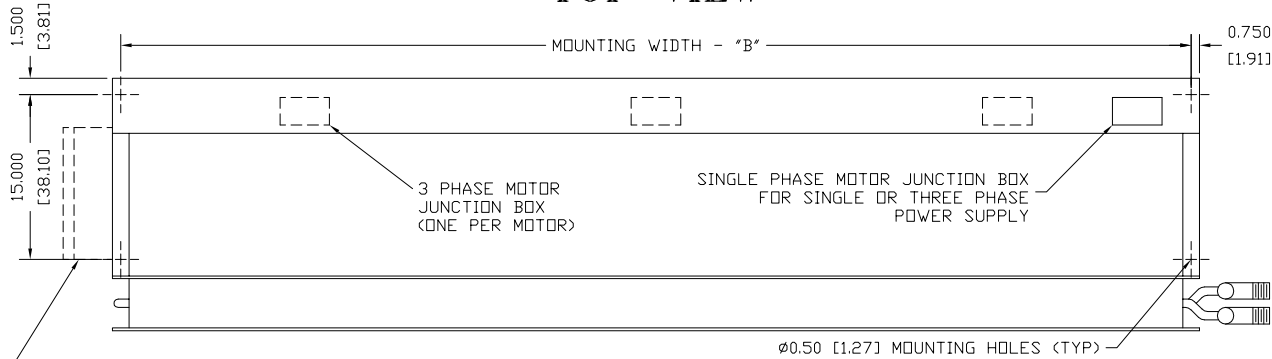 TOP VIEW
1.500
[3.81]
MOUNTING WIDTH - "B"
0.750
[1.91]
15.000
[38.10]
3 PHASE MOTOR
JUNCTION BOX
(ONE PER MOTOR)
SINGLE PHASE MOTOR JUNCTION BOX
FOR SINGLE OR THREE PHASE
POWER SUPPLY
Ø0.50 [1.27] MOUNTING HOLES (TYP)